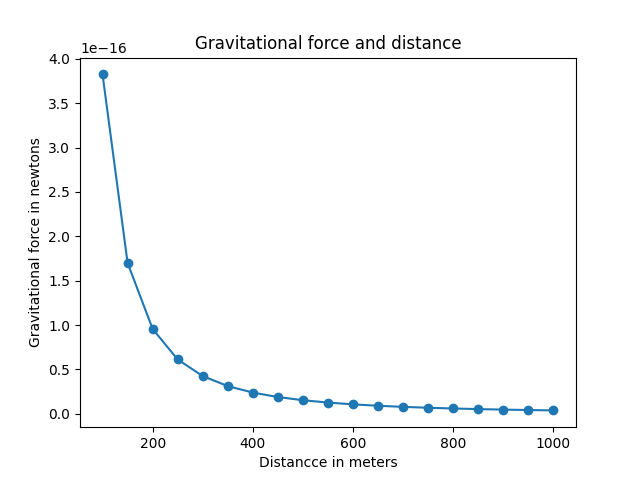 Gravitational force and distance
1e−16
4.0
3.5
3.0
2.5
2.0
1.5
1.0
0.5
0.0
Gravitational force in newtons
200 400 600 800 1000
Distancce in meters